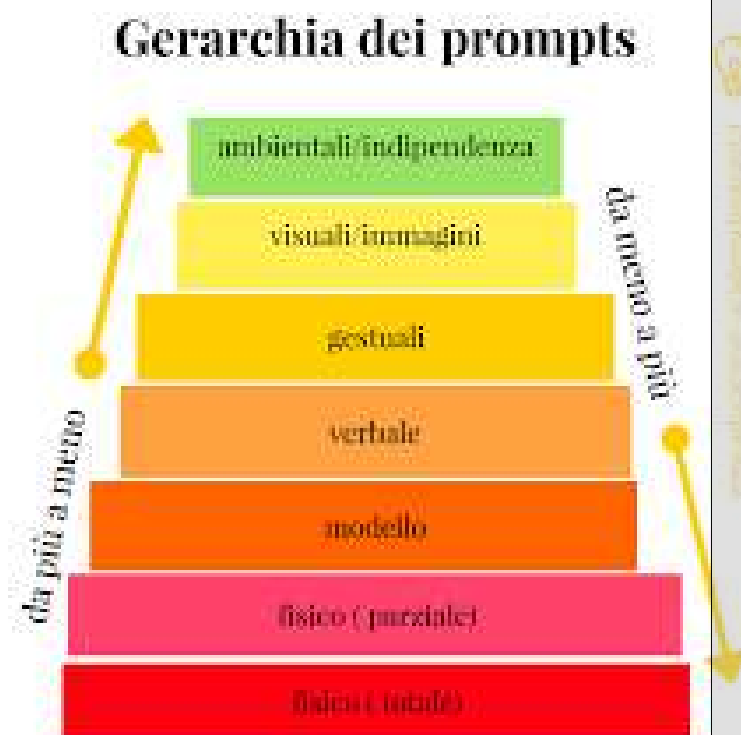 Gerarchia dei prompts
ambientali/indipendenza
visuali/immagini
gestuali
verbale
modello
fisico ( parziale)
fisico ( totale)
da più a meno
da meno a più